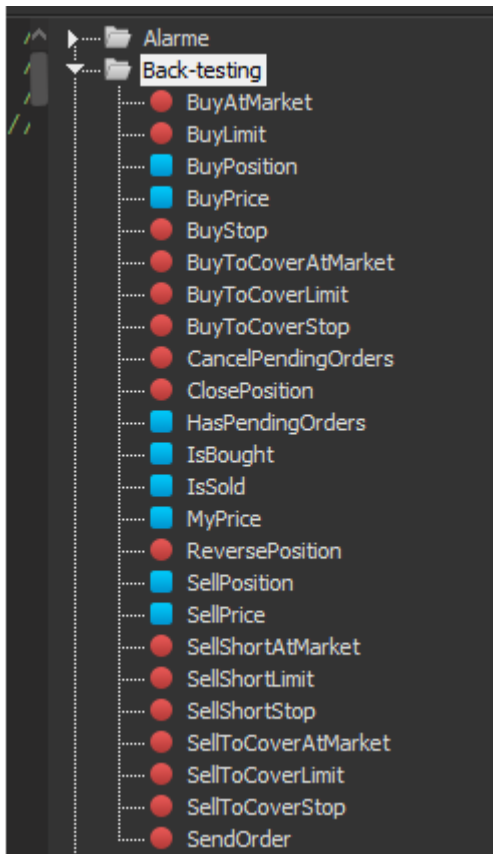 Alarme
Back-testing
BuyAtMarket
BuyLimit
BuyPosition
BuyPrice
BuyStop
BuyToCoverAtMarket
BuyToCoverLimit
BuyToCoverStop
CancelPendingOrders
ClosePosition
HasPendingOrders
IsBought
IsSold
MyPrice
ReversePosition
SellPosition
SellPrice
SellShortAtMarket
SellShortLimit
SellShortStop
SellToCoverAtMarket
SellToCoverLimit
SellToCoverStop
SendOrder